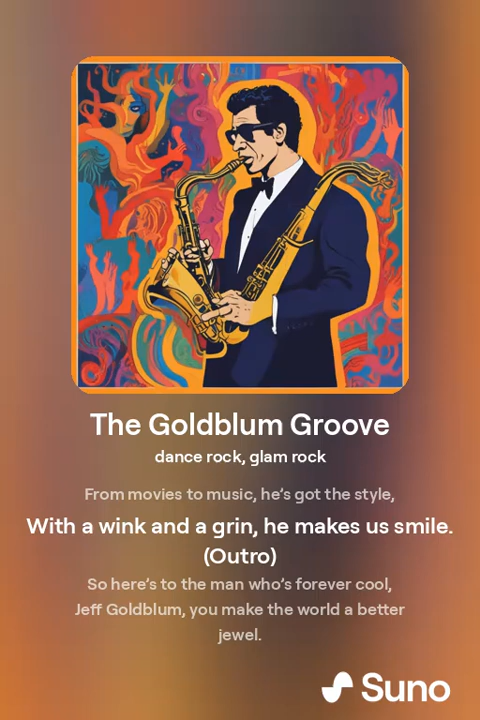 The Goldblum Groove
dance rock, glam rock
From movies to music, he's got the style,
With a wink and a grin, he makes us smile.
(Outro)
So here's to the man who's forever cool,
Jeff Goldblum, you make the world a better
jewel.
Suno